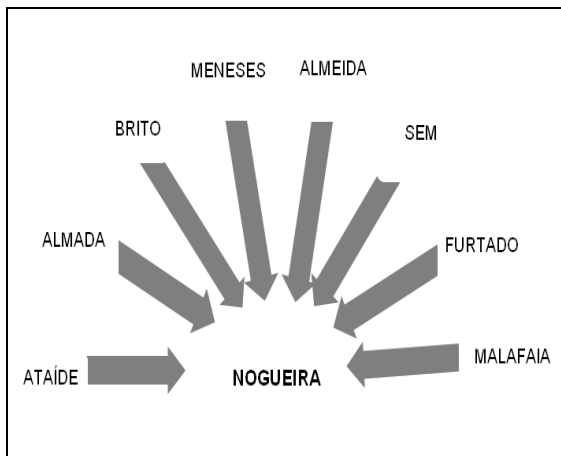 MENESES
ALMEIDA
BRITO
SEM
ALMADA
FURTADO
ATAÍDE
NOGUEIRA
MALAFAIA